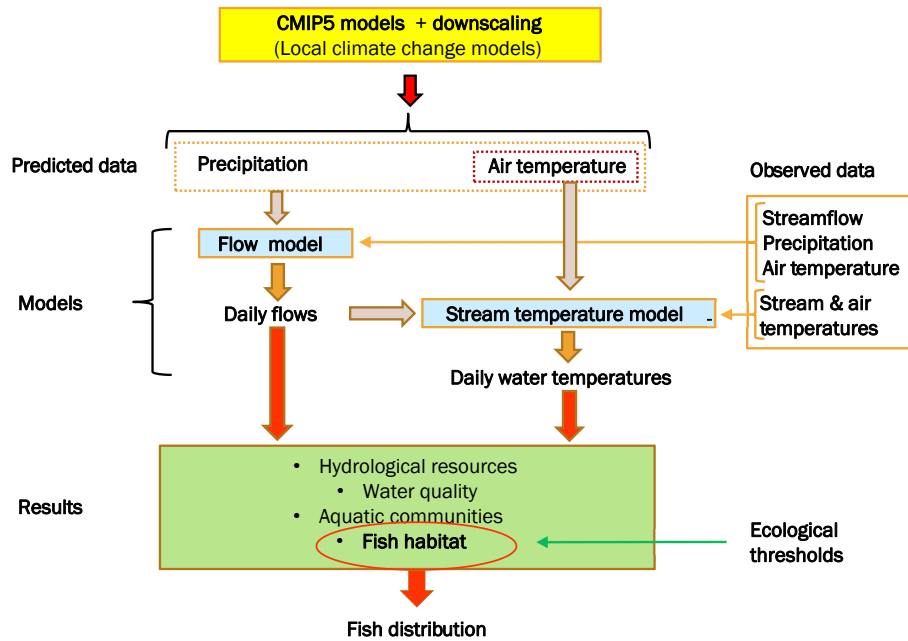 CMIP5 models + downscaling
(Local climate change models)
Predicted data
Precipitation
Air temperature
Observed data
Streamflow
Precipitation
Air temperature
Flow model
Models
Daily flows
Stream temperature model -
Stream & air
temperatures
Daily water temperatures
Results
• Hydrological resources
• Water quality
• Aquatic communities
• Fish habitat
Ecological
thresholds
Fish distribution